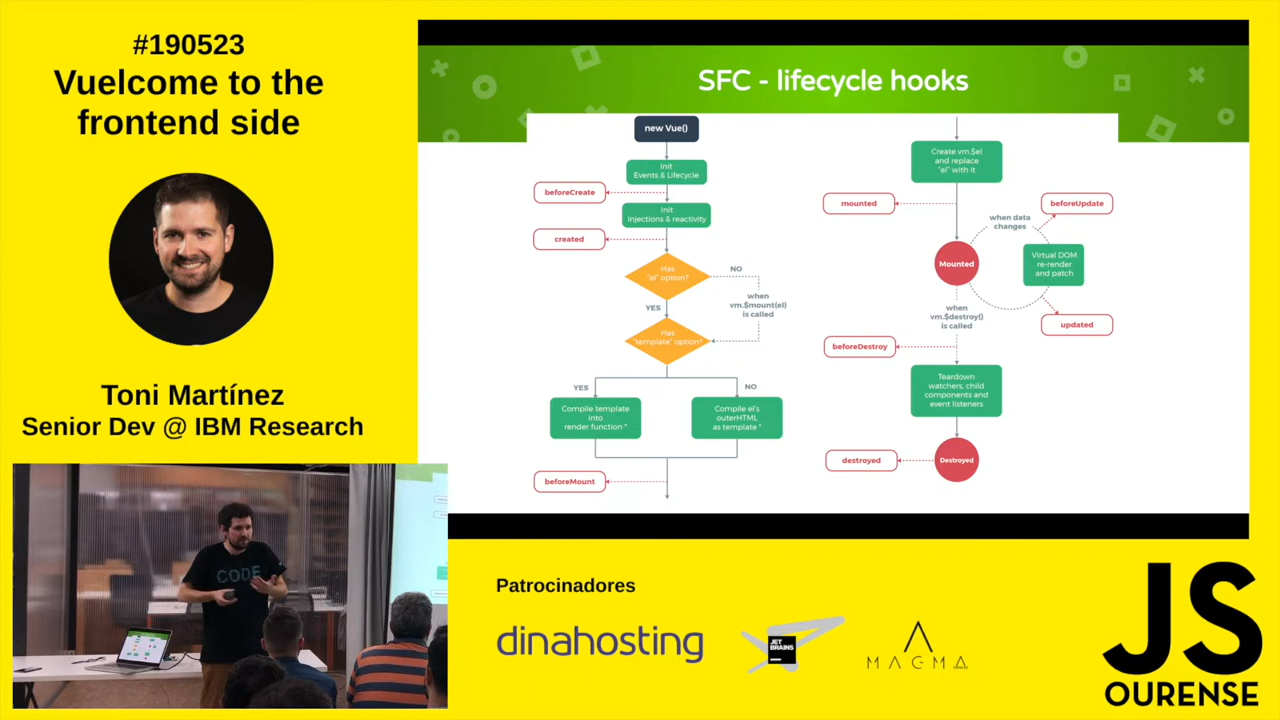 #190523
Vuelcome to the
frontend side
Toni Martínez
Senior Dev @ IBM Research
CODE
SFC - lifecycle hooks
new Vue()
Init
Events & Lifecycle
beforeCreate
Init
injections & reactivity
created
Has
"el" option?
NO
YES
when
vm.$mount(el)
is called
Has
"template" option?
YES
NO
Compile template
into
render function *
Compile el's
outerHTML
as template *
beforeMount
Create vm.$el
and replace
"el" with it
mounted
when data
changes
beforeUpdate
Mounted
Virtual DOM
re-render
and patch
updated
when
vm.$destroy()
is called
beforeDestroy
Teardown
watchers, child
components and
event listeners
destroyed
Destroyed
Patrocinadores
dinahosting
JET
BRAINS
MAGMA
JS
OURENSE